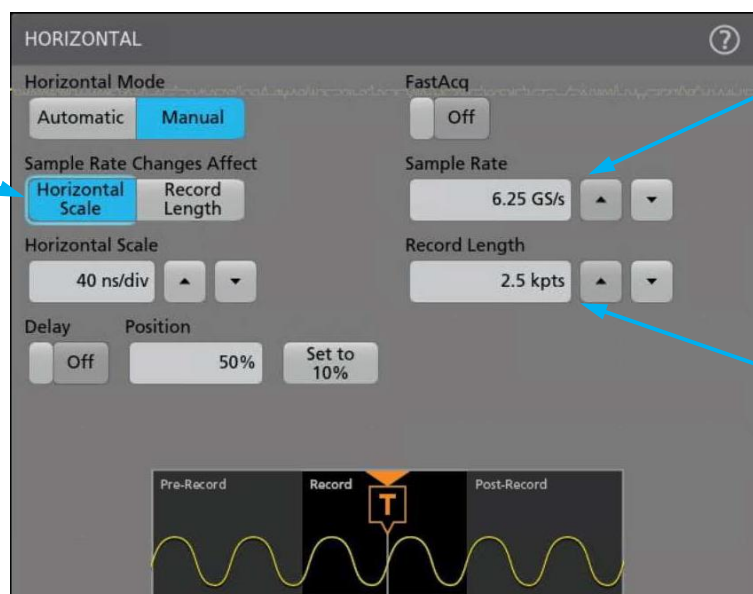 HORIZONTAL
?
Horizontal Mode
FastAcq
Automatic
Manual
Off
Sample Rate Changes Affect
Sample Rate
Horizontal
Scale
Record
Length
6.25 GS/s
Horizontal Scale
Record Length
40 ns/div
2.5 kpts
Delay
Position
Off
50%
Set to
10%
Pre-Record
Record
Post-Record
T